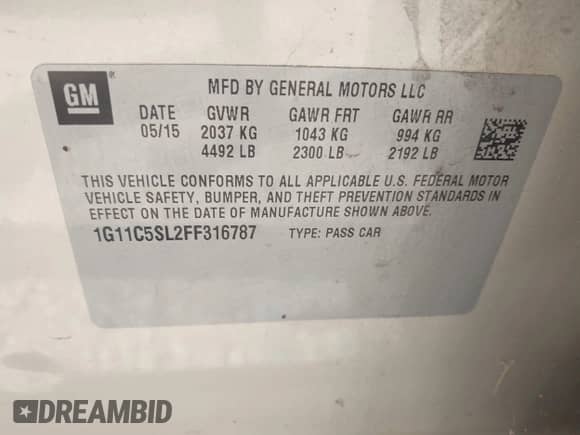 GM ®
MFD BY GENERAL MOTORS LLC
DATE GVWR GAWR FRT GAWR RR
05/15 2037 KG 1043 KG 994 KG
4492 LB 2300 LB 2192 LB
THIS VEHICLE CONFORMS TO ALL APPLICABLE U.S. FEDERAL MOTOR
VEHICLE SAFETY, BUMPER, AND THEFT PREVENTION STANDARDS IN
EFFECT ON THE DATE OF MANUFACTURE SHOWN ABOVE.
1G11C5SL2FF316787 TYPE: PASS CAR
DREAMBID